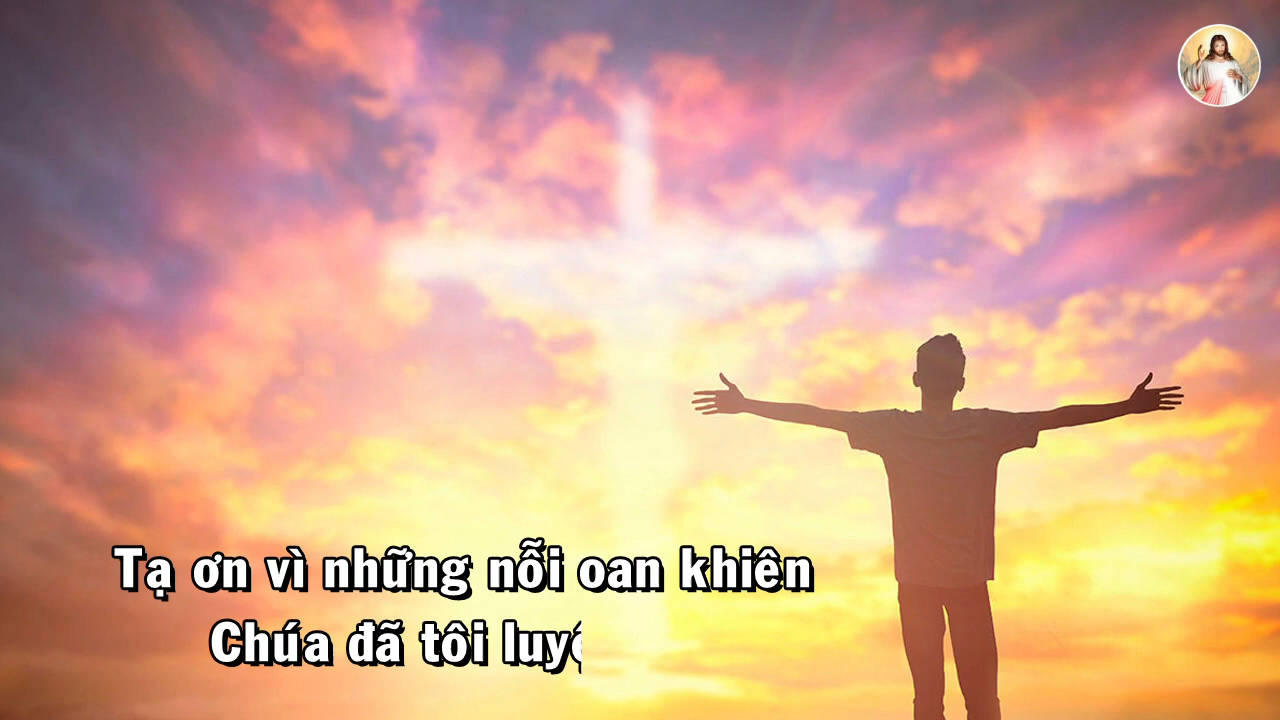 Tạ ơn vì những nỗi oan khiên
Chúa đã tôi